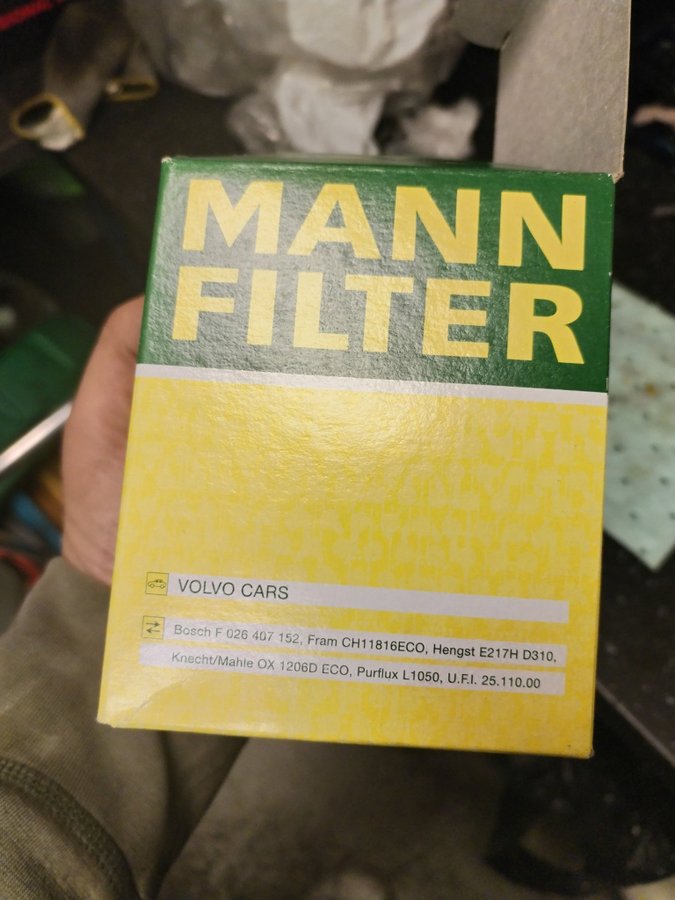 MANN
FILTER
VOLVO CARS
Bosch F 026 407 152, Fram CH11816ECO, Hengst E217H D310,
Knecht/Mahle OX 1206D ECO, Purflux L1050, U.F.I. 25.110.00